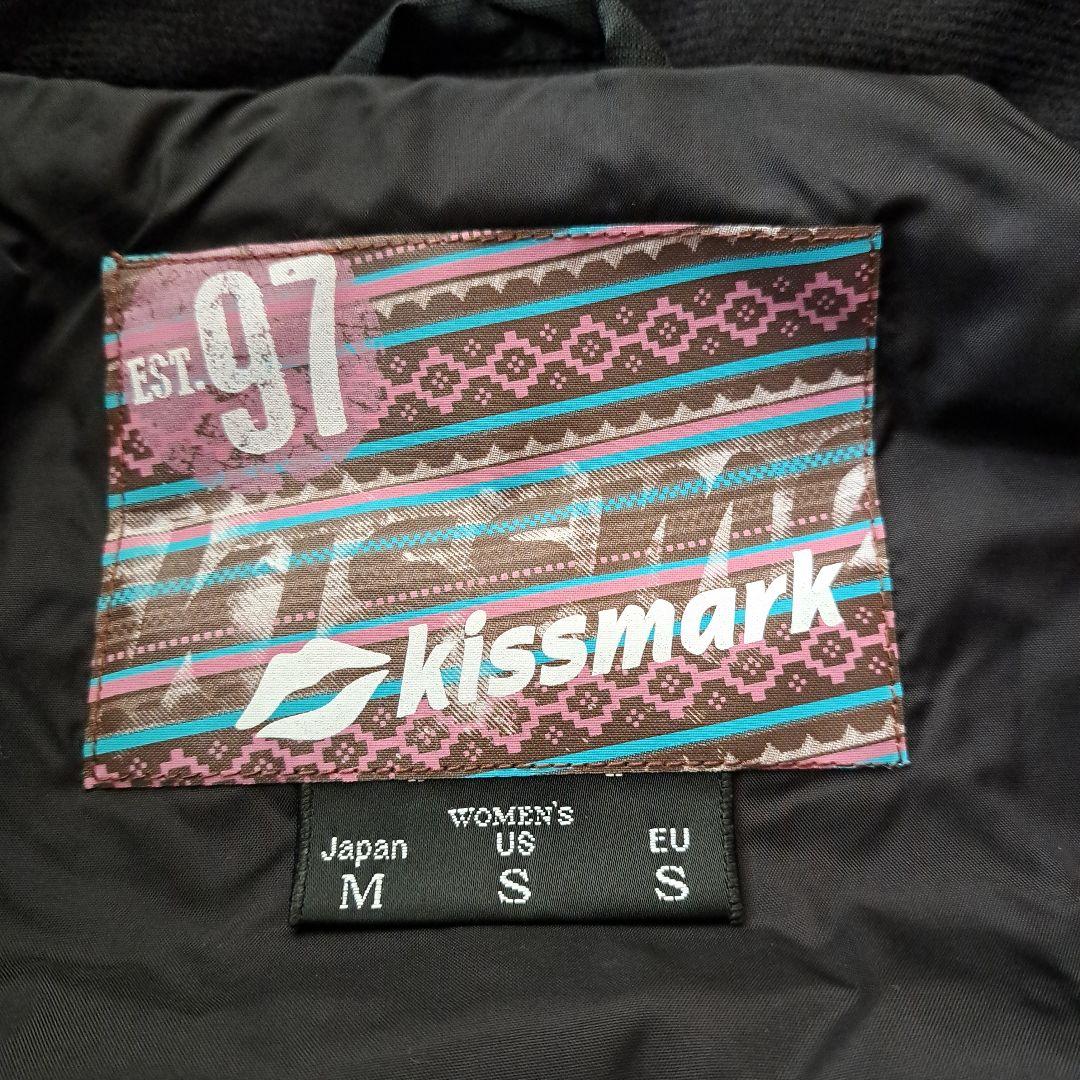 EST. 97
kissmark
WOMEN'S
Japan US EU
M S S